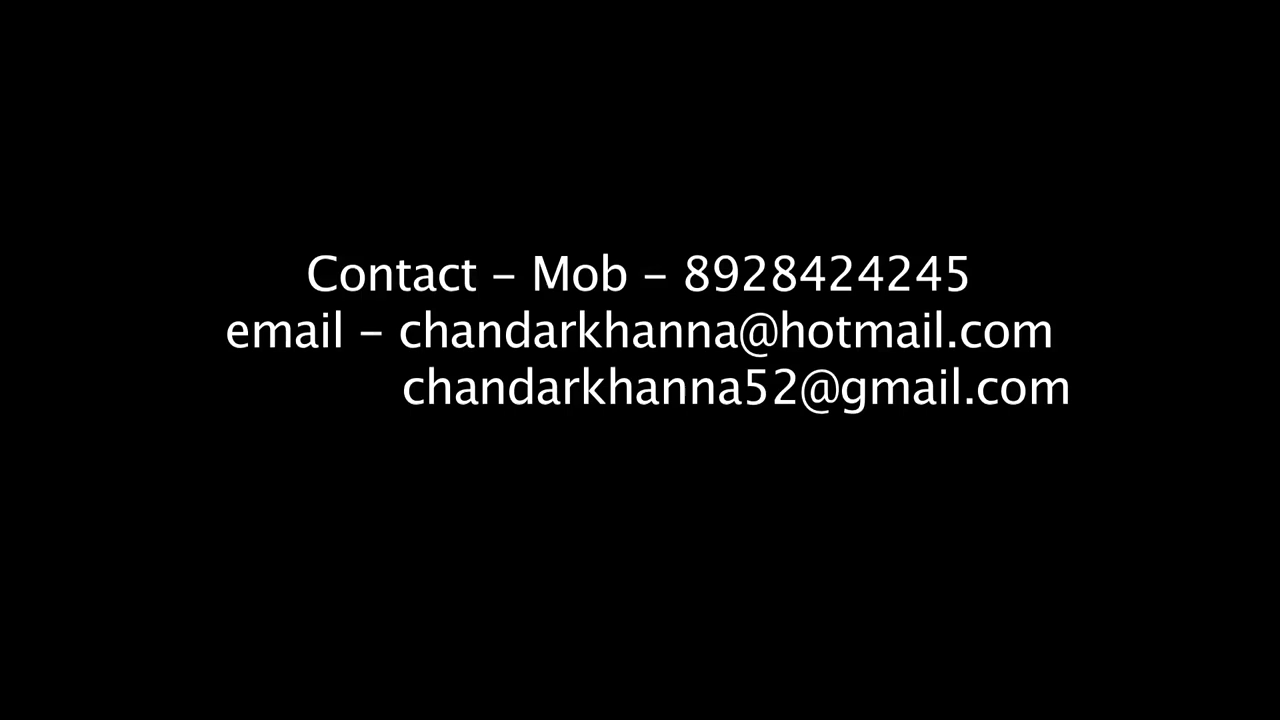 Contact – Mob – 8928424245
email – chandarkhanna@hotmail.com
chandarkhanna52@gmail.com